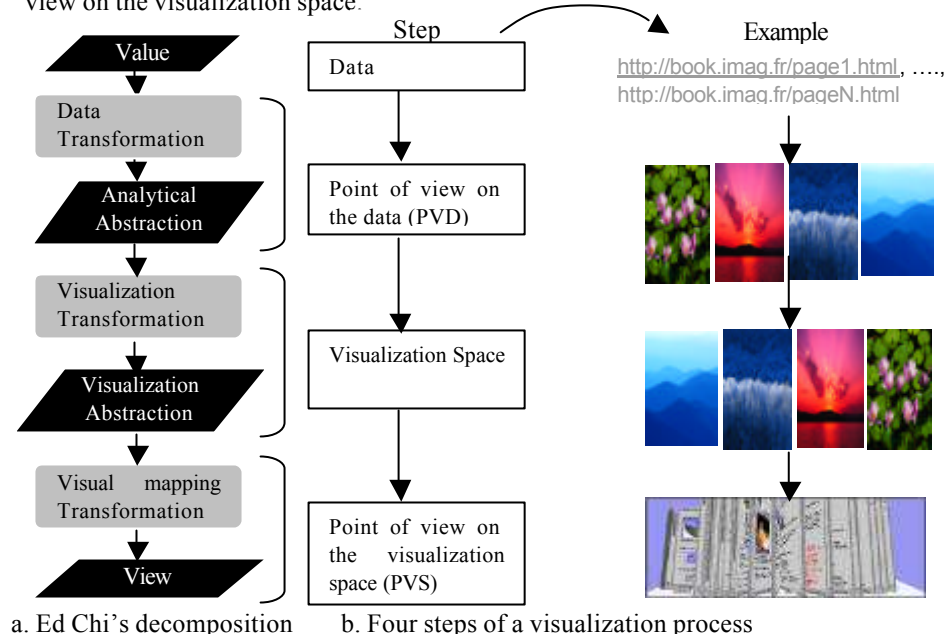 view on the visualization space.
Step
Example
Value
Data
Transformation
Analytical
Abstraction
Visualization
Transformation
Visualization
Abstraction
Visual mapping
Transformation
View
Data
Point of view on
the data (PVD)
Visualization Space
Point of view on
the visualization
space (PVS)
http://book.imag.fr/page1.html, ….,
http://book.imag.fr/pageN.html
a. Ed Chi's decomposition
b. Four steps of a visualization process